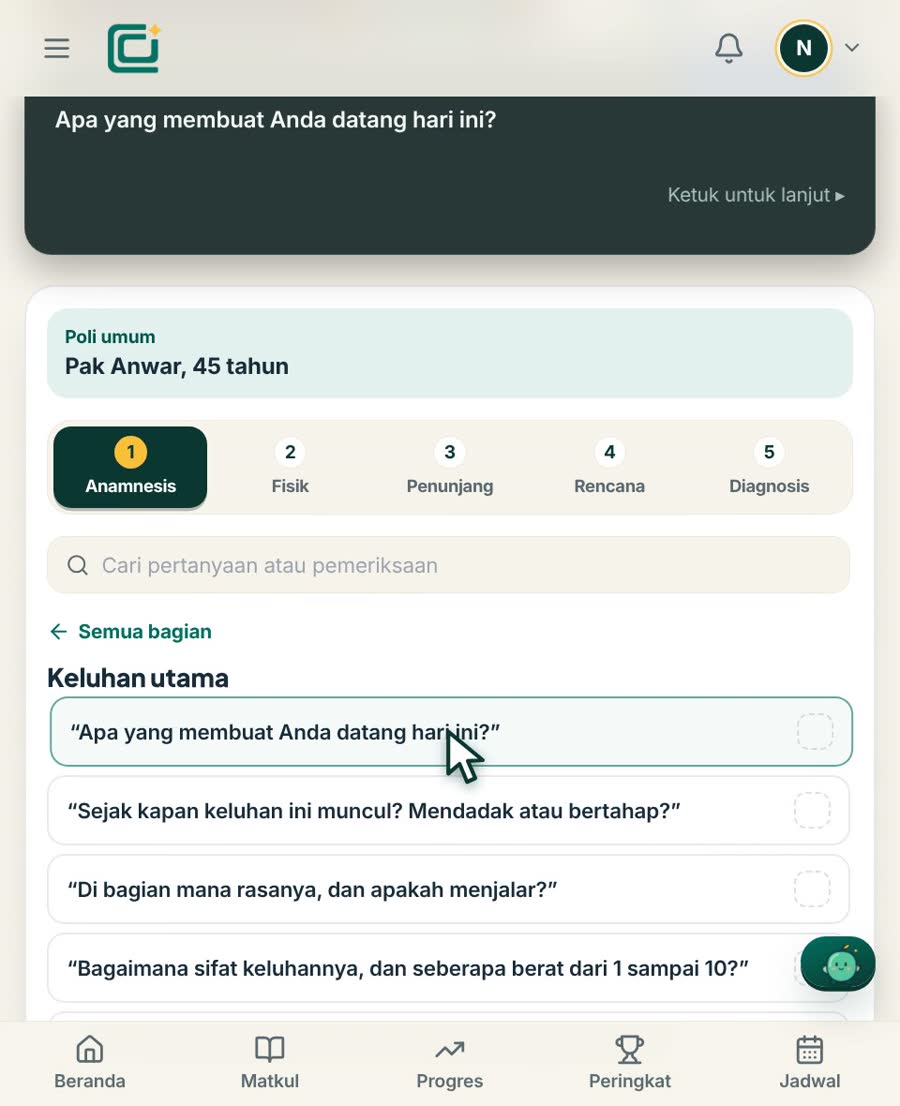 N
Apa yang membuat Anda datang hari ini?
Ketuk untuk lanjut ▸
Poli umum
Pak Anwar, 45 tahun
1 2 3 4 5
Anamnesis Fisik Penunjang Rencana Diagnosis
Cari pertanyaan atau pemeriksaan
← Semua bagian
Keluhan utama
“Apa yang membuat Anda datang hari ini?”
“Sejak kapan keluhan ini muncul? Mendadak atau bertahap?”
“Di bagian mana rasanya, dan apakah menjalar?”
“Bagaimana sifat keluhannya, dan seberapa berat dari 1 sampai 10?”
Beranda Matkul Progres Peringkat Jadwal